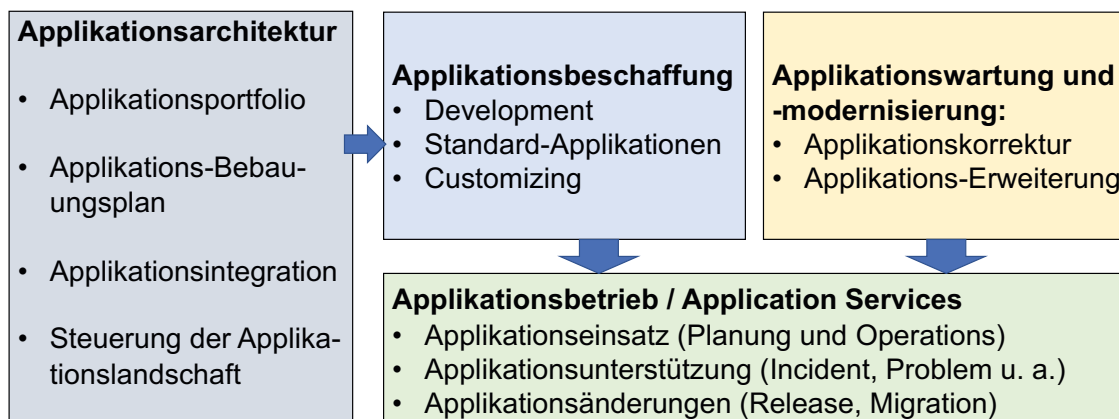 Applikationsarchitektur
• Applikationsportfolio
• Applikations-Bebau-
ungsplan
• Applikationsintegration
• Steuerung der Applika-
tionslandschaft
Applikationsbeschaffung
• Development
• Standard-Applikationen
• Customizing
Applikationswartung und
-modernisierung:
• Applikationskorrektur
• Applikations-Erweiterung
Applikationsbetrieb / Application Services
• Applikationseinsatz (Planung und Operations)
• Applikationsunterstützung (Incident, Problem u. a.)
• Applikationsänderungen (Release, Migration)